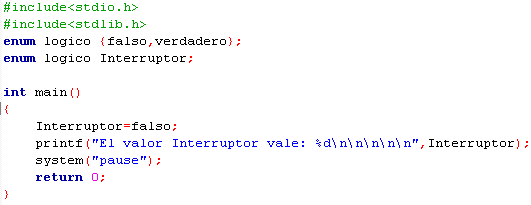 #include<stdio.h>
#include<stdlib.h>
enum logico {falso,verdadero};
enum logico Interruptor;
int main()
{
Interruptor=falso;
printf("El valor Interruptor vale: %d\n\n\n\n\n",Interruptor);
system("pause");
return 0;
}